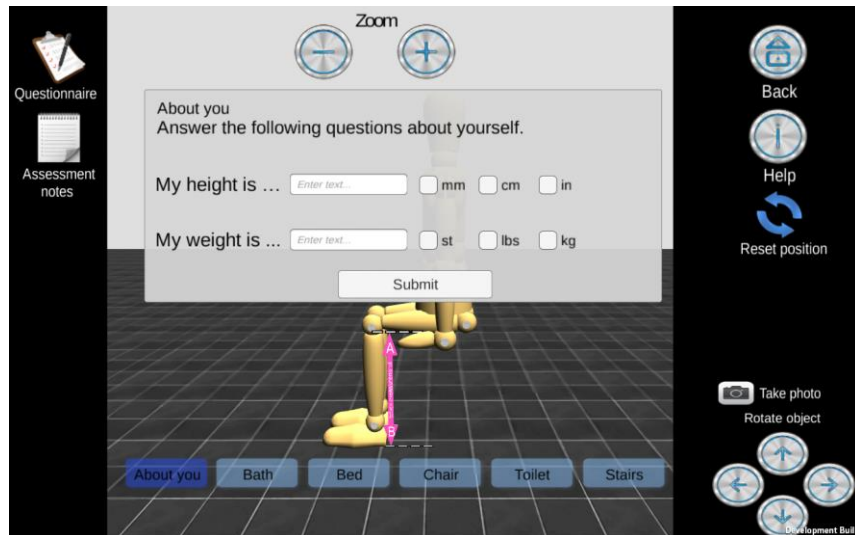 Zoom
Questionnaire
Assessment
notes
About you
Answer the following questions about yourself.
My height is … Enter text... mm cm in
My weight is ... Enter text... st lbs kg
Submit
A
B
About you Bath Bed Chair Toilet Stairs
Back
Help
Reset position
Take photo
Rotate object
Development Buil